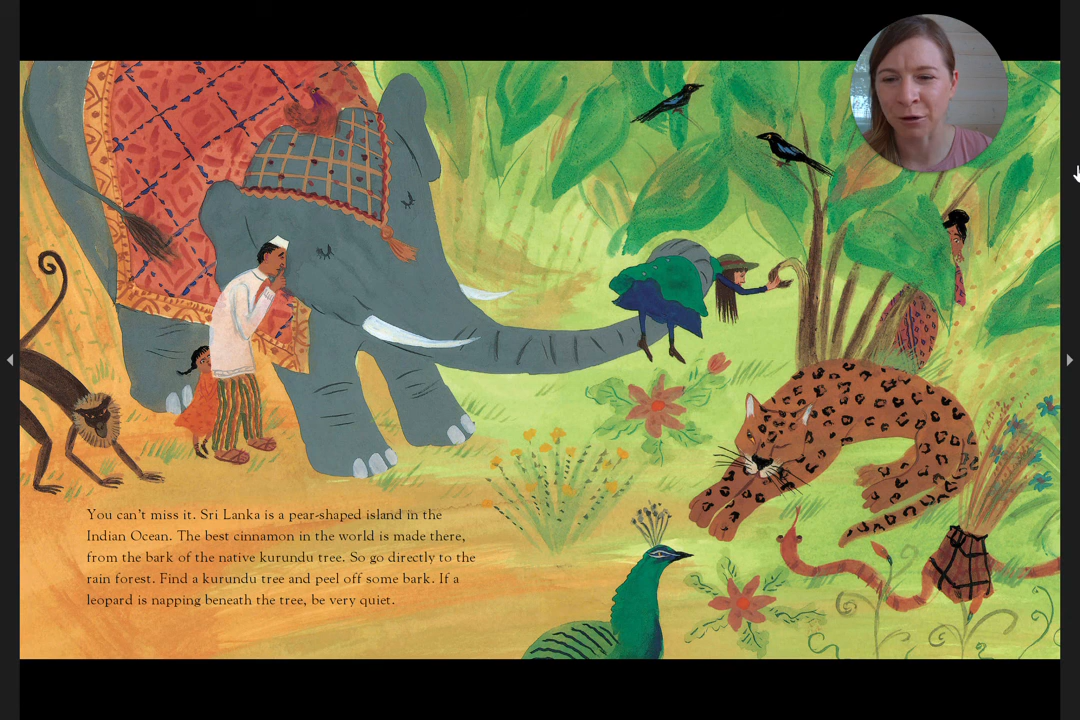 You can't miss it. Sri Lanka is a pear-shaped island in the
Indian Ocean. The best cinnamon in the world is made there,
from the bark of the native kurundu tree. So go directly to the
rain forest. Find a kurundu tree and peel off some bark. If a
leopard is napping beneath the tree, be very quiet.